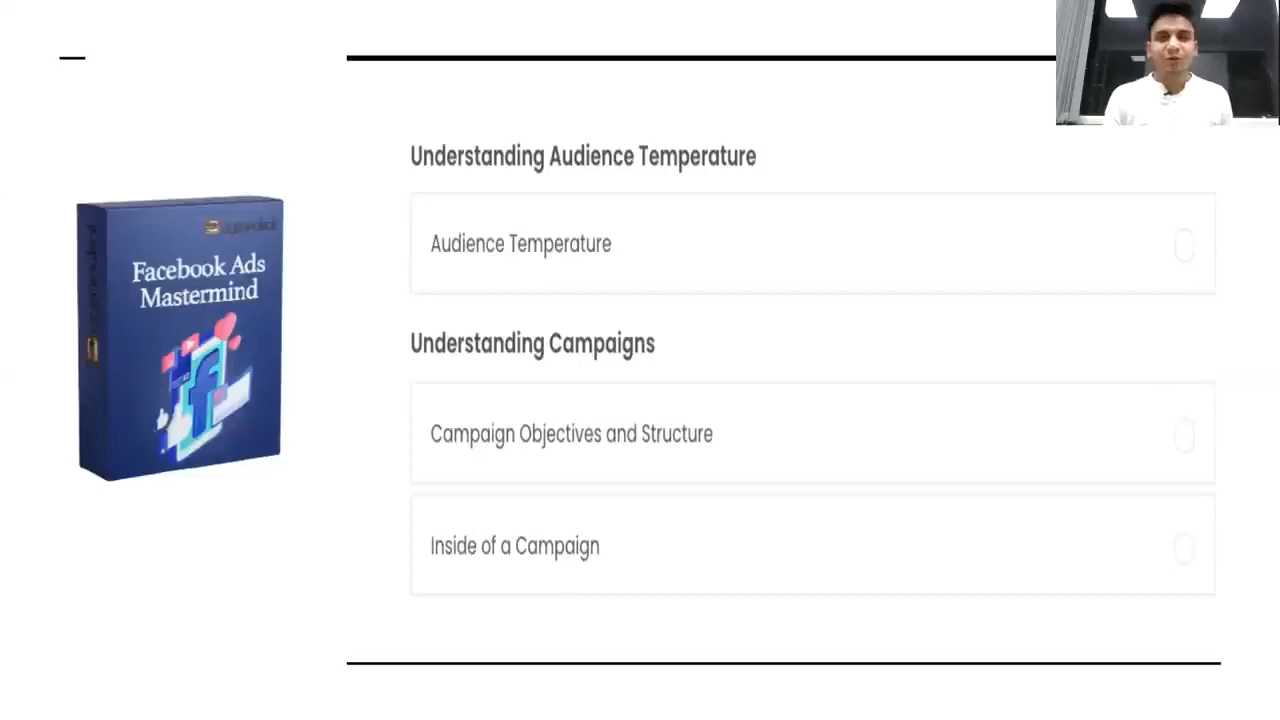 Understanding Audience Temperature
Audience Temperature
Facebook Ads
Mastermind
Understanding Campaigns
Campaign Objectives and Structure
Inside of a Campaign